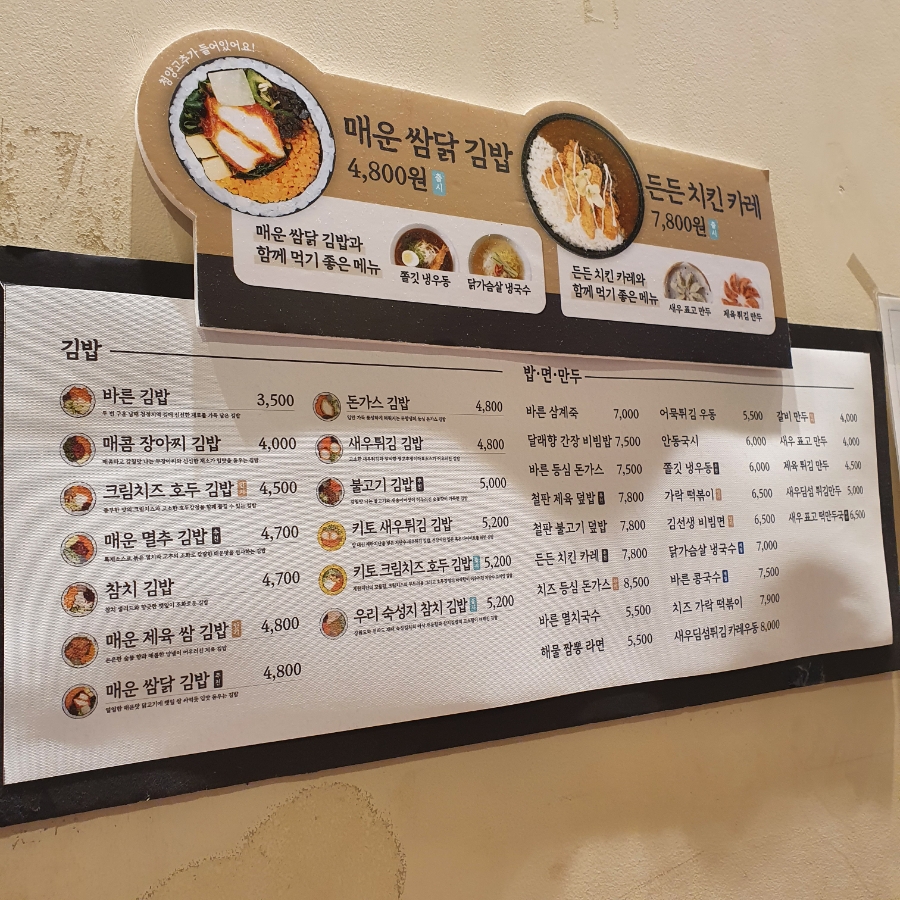 청양고추가 들어있어요!
매운 쌈닭 김밥
4,800원 출시
든든 치킨 카레
7,800원 출시
매운 쌈닭 김밥과
함께 먹기 좋은 메뉴
쫄깃 냉우동
닭가슴살 냉국수
든든 치킨 카레와
함께 먹기 좋은 메뉴
새우 표고 만두
제육 튀김 만두
김밥
바른 김밥 3,500
매콤 장아찌 김밥 4,000
크림치즈 호두 김밥 4,500
매운 멸추 김밥 4,700
참치 김밥 4,700
매운 제육 쌈 김밥 4,800
매운 쌈닭 김밥 4,800
돈가스 김밥 4,800
새우튀김 김밥 4,800
불고기 김밥 5,000
키토 새우튀김 김밥 5,200
키토 크림치즈 호두 김밥 5,200
우리 숙성지 참치 김밥 5,200
밥·면·만두
바른 삼계죽 7,000
달래향 간장 비빔밥 7,500
바른 등심 돈가스 7,500
철판 제육 덮밥 7,800
철판 불고기 덮밥 7,800
든든 치킨 카레 7,800
치즈 등심 돈가스 8,500
바른 멸치국수 5,500
해물 짬뽕 라면 5,500
어묵튀김 우동 5,500
안동국시 6,000
쫄깃 냉우동 6,000
가락 떡볶이 6,500
김선생 비빔면 6,500
닭가슴살 냉국수 7,000
바른 콩국수 7,500
치즈 가락 떡볶이 7,900
새우딤섬튀김 카레우동 8,000
갈비 만두 4,000
새우 표고 만두 4,000
제육 튀김 만두 4,500
새우딤섬 튀김만두 5,000
새우 표고 떡만두국 6,500